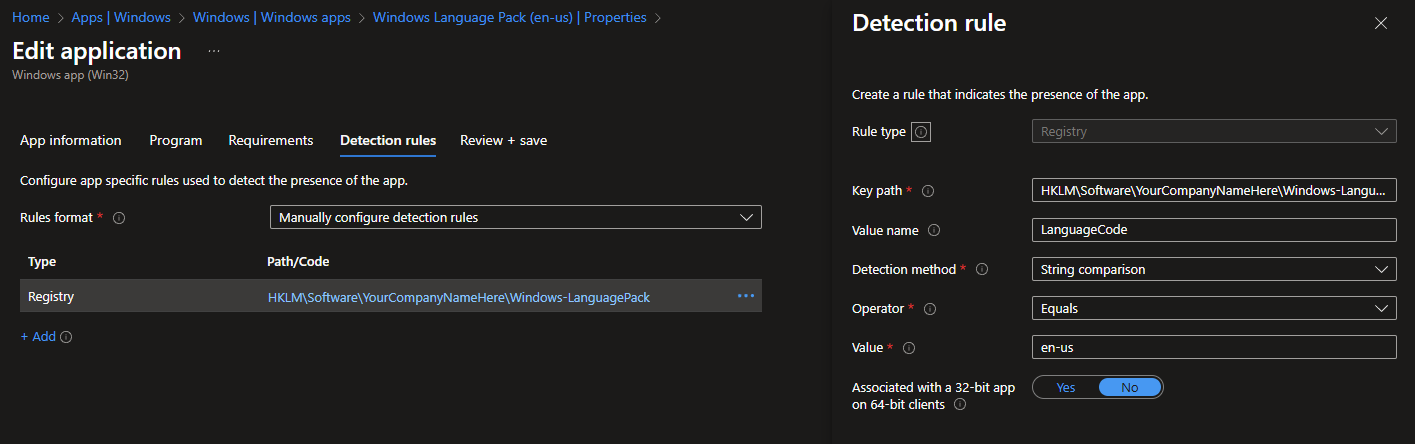 Home > Apps | Windows > Windows | Windows apps > Windows Language Pack (en-us) | Properties >
Edit application ...
Windows app (Win32)
App information Program Requirements Detection rules Review + save
Configure app specific rules used to detect the presence of the app.
Rules format * Manually configure detection rules
Type Path/Code
Registry HKLM\Software\YourCompanyNameHere\Windows-LanguagePack ...
+ Add
Detection rule
Create a rule that indicates the presence of the app.
Rule type Registry
Key path * HKLM\Software\YourCompanyNameHere\Windows-Langu...
Value name LanguageCode
Detection method * String comparison
Operator * Equals
Value * en-us
Associated with a 32-bit app Yes No
on 64-bit clients